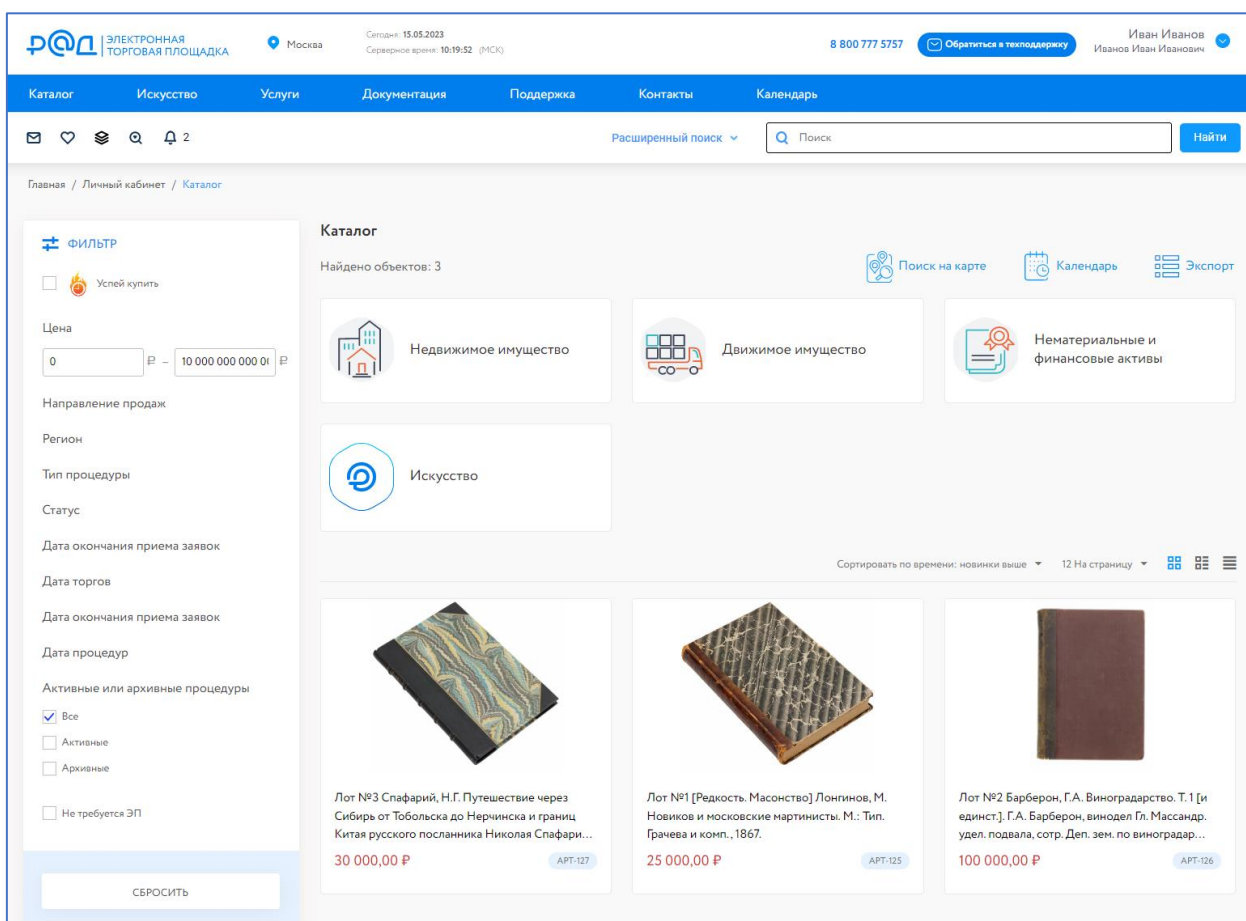 РАД ЭЛЕКТРОННАЯ
ТОРГОВАЯ ПЛОЩАДКА
Москва
Сегодня: 15.05.2023
Серверное время: 10:19:52 (МСК)
8 800 777 5757
Обратиться в техподдержку
Иван Иванов
Иванов Иван Иванович
Каталог Искусство Услуги Документация Поддержка Контакты Календарь
2
Расширенный поиск
Поиск
Найти
Главная / Личный кабинет / Каталог
ФИЛЬТР
Успей купить
Цена
0 ₽ – 10 000 000 000 0 ₽
Направление продаж
Регион
Тип процедуры
Статус
Дата окончания приема заявок
Дата торгов
Дата окончания приема заявок
Дата процедур
Активные или архивные процедуры
Все
Активные
Архивные
Не требуется ЭП
СБРОСИТЬ
Каталог
Найдено объектов: 3
Поиск на карте
Календарь
Экспорт
Недвижимое имущество
Движимое имущество
Нематериальные и
финансовые активы
Искусство
Сортировать по времени: новинки выше
12 На страницу
Лот №3 Спафарий, Н.Г. Путешествие через
Сибирь от Тобольска до Нерчинска и границ
Китая русского посланника Николая Спафари...
30 000,00 ₽
АРТ-127
Лот №1 [Редкость. Масонство] Лонгинов, М.
Новиков и московские мартинисты. М.: Тип.
Грачева и комп., 1867.
25 000,00 ₽
АРТ-125
Лот №2 Барберон, Г.А. Виноградарство. Т. 1 [и
единст.]. Г.А. Барберон, винодел Гл. Массандр.
удел. подвала, сотр. Деп. зем. по виноградар...
100 000,00 ₽
АРТ-126